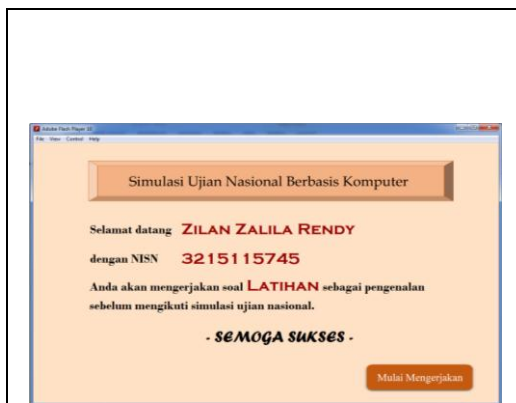 Adobe Flash Player 10
File View Control Help
Simulasi Ujian Nasional Berbasis Komputer
Selamat datang ZILAN ZALILA RENDY
dengan NISN 3215115745
Anda akan mengerjakan soal LATIHAN sebagai pengenalan
sebelum mengikuti simulasi ujian nasional.
- SEMOGA SUKSES -
Mulai Mengerjakan